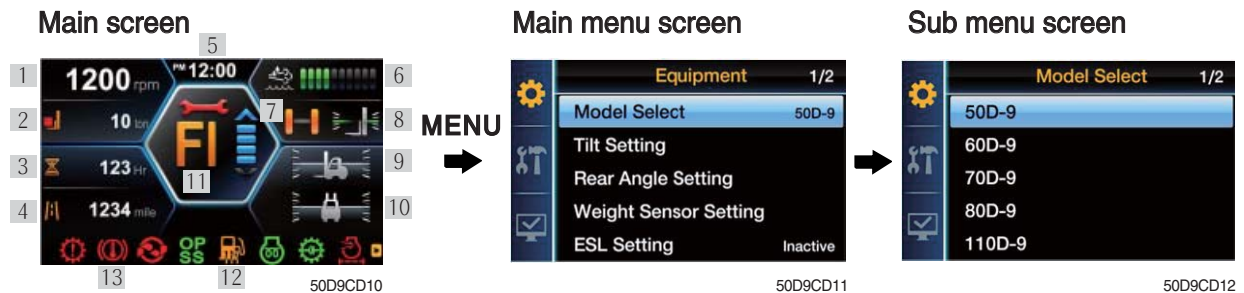 Main screen
Main menu screen
Sub menu screen
5
1
1200 rpm
PM 12:00
6
2
10 ton
7
8
3
123 Hr
FI
9
4
1234 mile
11
10
OP
SS
13
12
50D9CD10
MENU
Equipment 1/2
Model Select 50D-9
Tilt Setting
Rear Angle Setting
Weight Sensor Setting
ESL Setting Inactive
50D9CD11
Model Select 1/2
50D-9
60D-9
70D-9
80D-9
110D-9
50D9CD12